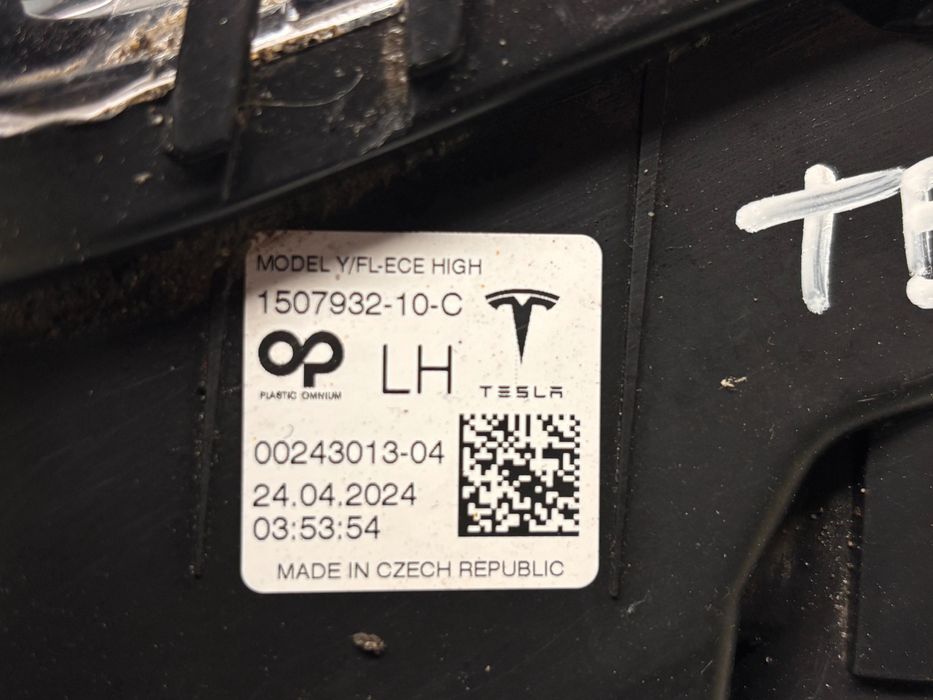 MODEL Y/FL-ECE HIGH
1507932-10-C
PLASTIC OMNIUM
LH
TESLA
00243013-04
24.04.2024
03:53:54
MADE IN CZECH REPUBLIC
TE